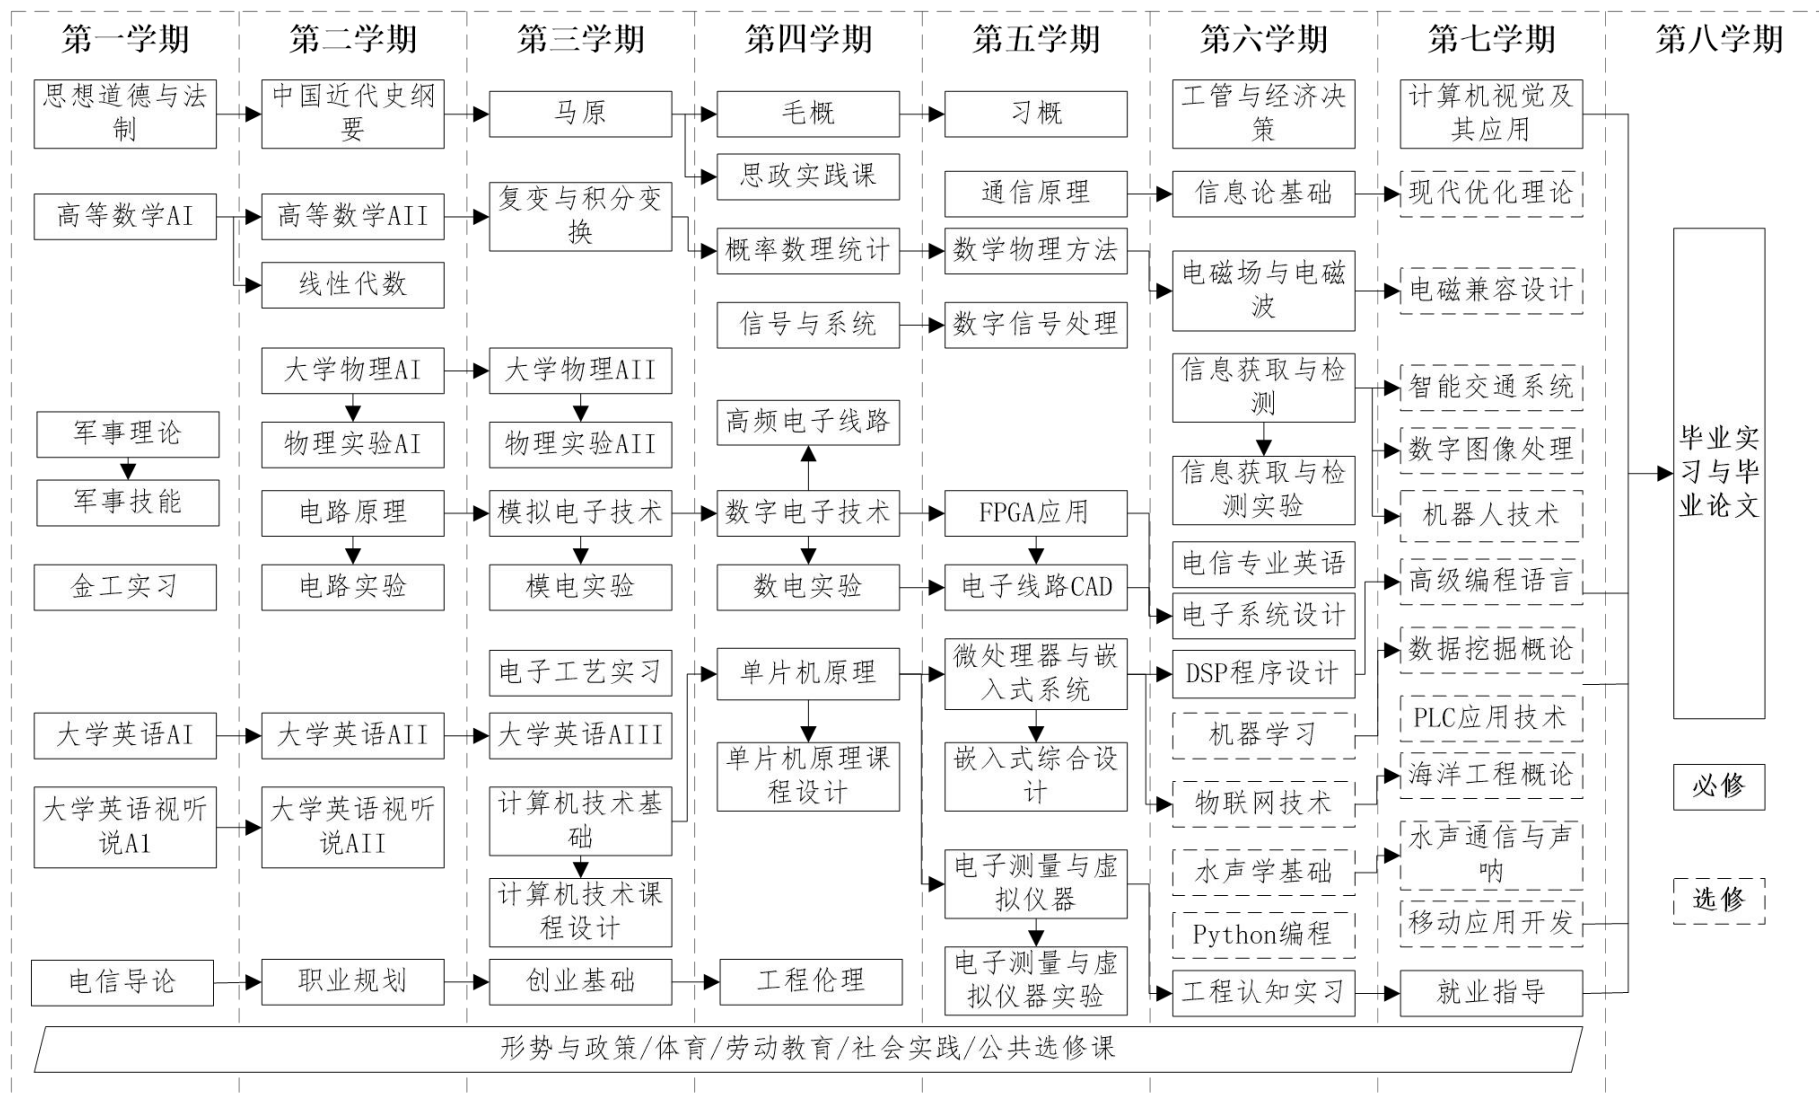 第一学期
第二学期
第三学期
第四学期
第五学期
第六学期
第七学期
第八学期
思想道德与法
制
高等数学AI
军事理论
军事技能
金工实习
大学英语AI
大学英语视听
说A1
电信导论
中国近代史纲
要
高等数学AII
线性代数
大学物理AI
物理实验AI
电路原理
电路实验
大学英语AII
大学英语视听
说AII
职业规划
马原
复变与积分变
换
大学物理AII
物理实验AII
模拟电子技术
模电实验
电子工艺实习
大学英语AIII
计算机技术基
础
计算机技术课
程设计
创业基础
毛概
思政实践课
概率数理统计
信号与系统
高频电子线路
数字电子技术
数电实验
单片机原理
单片机原理课
程设计
工程伦理
习概
通信原理
数学物理方法
数字信号处理
FPGA应用
电子线路CAD
微处理器与嵌
入式系统
嵌入式综合设
计
电子测量与虚
拟仪器
电子测量与虚
拟仪器实验
工管与经济决
策
信息论基础
电磁场与电磁
波
信息获取与检
测
信息获取与检
测实验
电信专业英语
电子系统设计
DSP程序设计
机器学习
物联网技术
水声学基础
Python编程
工程认知实习
计算机视觉及
其应用
现代优化理论
电磁兼容设计
智能交通系统
数字图像处理
机器人技术
高级编程语言
数据挖掘概论
PLC应用技术
海洋工程概论
水声通信与声
呐
移动应用开发
就业指导
毕业实
习与毕
业论文
必修
选修
形势与政策/体育/劳动教育/社会实践/公共选修课